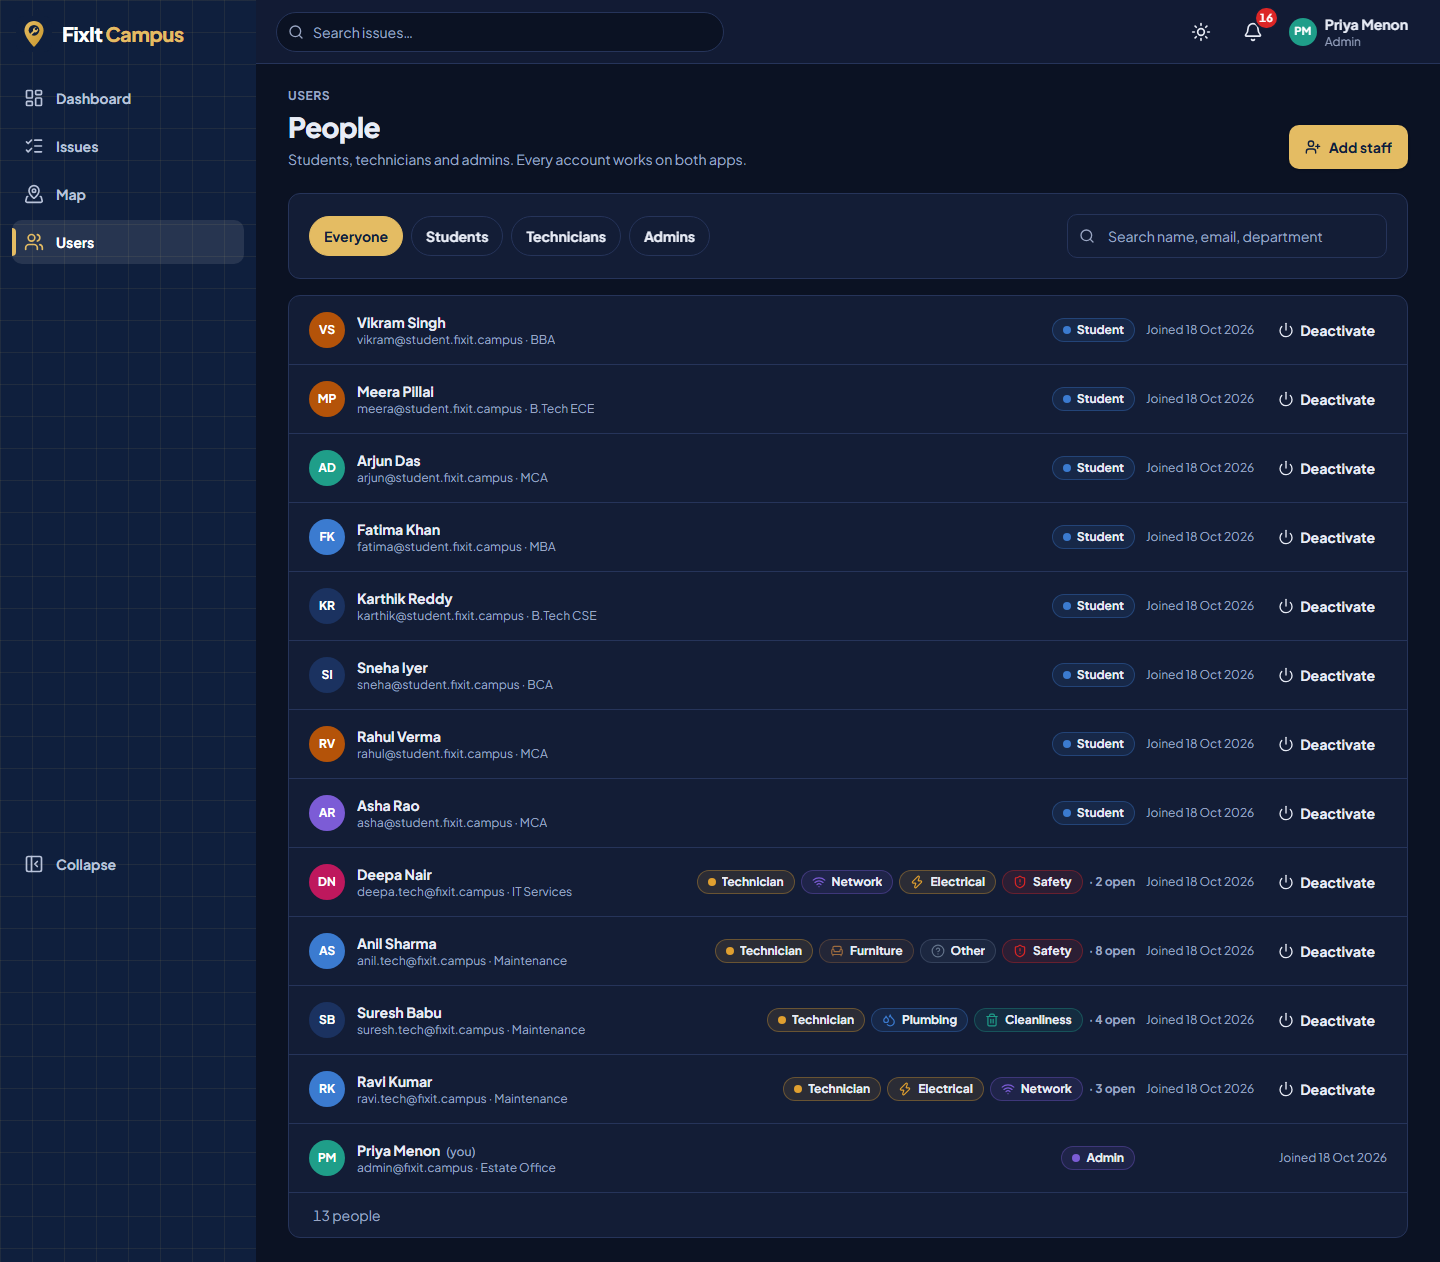 FixIt Campus
Search issues...
16
PM
Priya Menon
Admin
Dashboard
Issues
Map
Users
Collapse
USERS
People
Students, technicians and admins. Every account works on both apps.
Add staff
Everyone Students Technicians Admins
Search name, email, department
VS Vikram Singh Student Joined 18 Oct 2026 Deactivate
vikram@student.fixit.campus · BBA
MP Meera Pillai Student Joined 18 Oct 2026 Deactivate
meera@student.fixit.campus · B.Tech ECE
AD Arjun Das Student Joined 18 Oct 2026 Deactivate
arjun@student.fixit.campus · MCA
FK Fatima Khan Student Joined 18 Oct 2026 Deactivate
fatima@student.fixit.campus · MBA
KR Karthik Reddy Student Joined 18 Oct 2026 Deactivate
karthik@student.fixit.campus · B.Tech CSE
SI Sneha Iyer Student Joined 18 Oct 2026 Deactivate
sneha@student.fixit.campus · BCA
RV Rahul Verma Student Joined 18 Oct 2026 Deactivate
rahul@student.fixit.campus · MCA
AR Asha Rao Student Joined 18 Oct 2026 Deactivate
asha@student.fixit.campus · MCA
DN Deepa Nair Technician Network Electrical Safety · 2 open Joined 18 Oct 2026 Deactivate
deepa.tech@fixit.campus · IT Services
AS Anil Sharma Technician Furniture Other Safety · 8 open Joined 18 Oct 2026 Deactivate
anil.tech@fixit.campus · Maintenance
SB Suresh Babu Technician Plumbing Cleanliness · 4 open Joined 18 Oct 2026 Deactivate
suresh.tech@fixit.campus · Maintenance
RK Ravi Kumar Technician Electrical Network · 3 open Joined 18 Oct 2026 Deactivate
ravi.tech@fixit.campus · Maintenance
PM Priya Menon (you) Admin Joined 18 Oct 2026
admin@fixit.campus · Estate Office
13 people